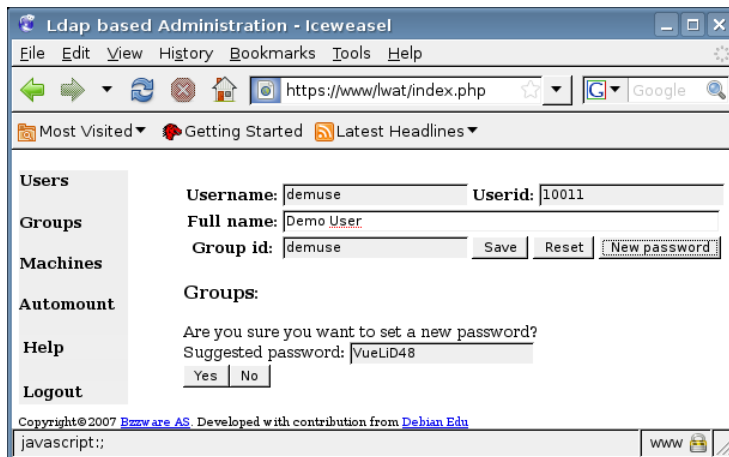 Ldap based Administration - Iceweasel
File Edit View History Bookmarks Tools Help
https://www/lwat/index.php G Google
Most Visited Getting Started Latest Headlines
Users
Groups
Machines
Automount
Help
Logout
Username: demuse Userid: 10011
Full name: Demo User
Group id: demuse Save Reset New password
Groups:
Are you sure you want to set a new password?
Suggested password: VueLiD48
Yes No
Copyright©2007 Bzzware AS. Developed with contribution from Debian Edu
javascript:; www